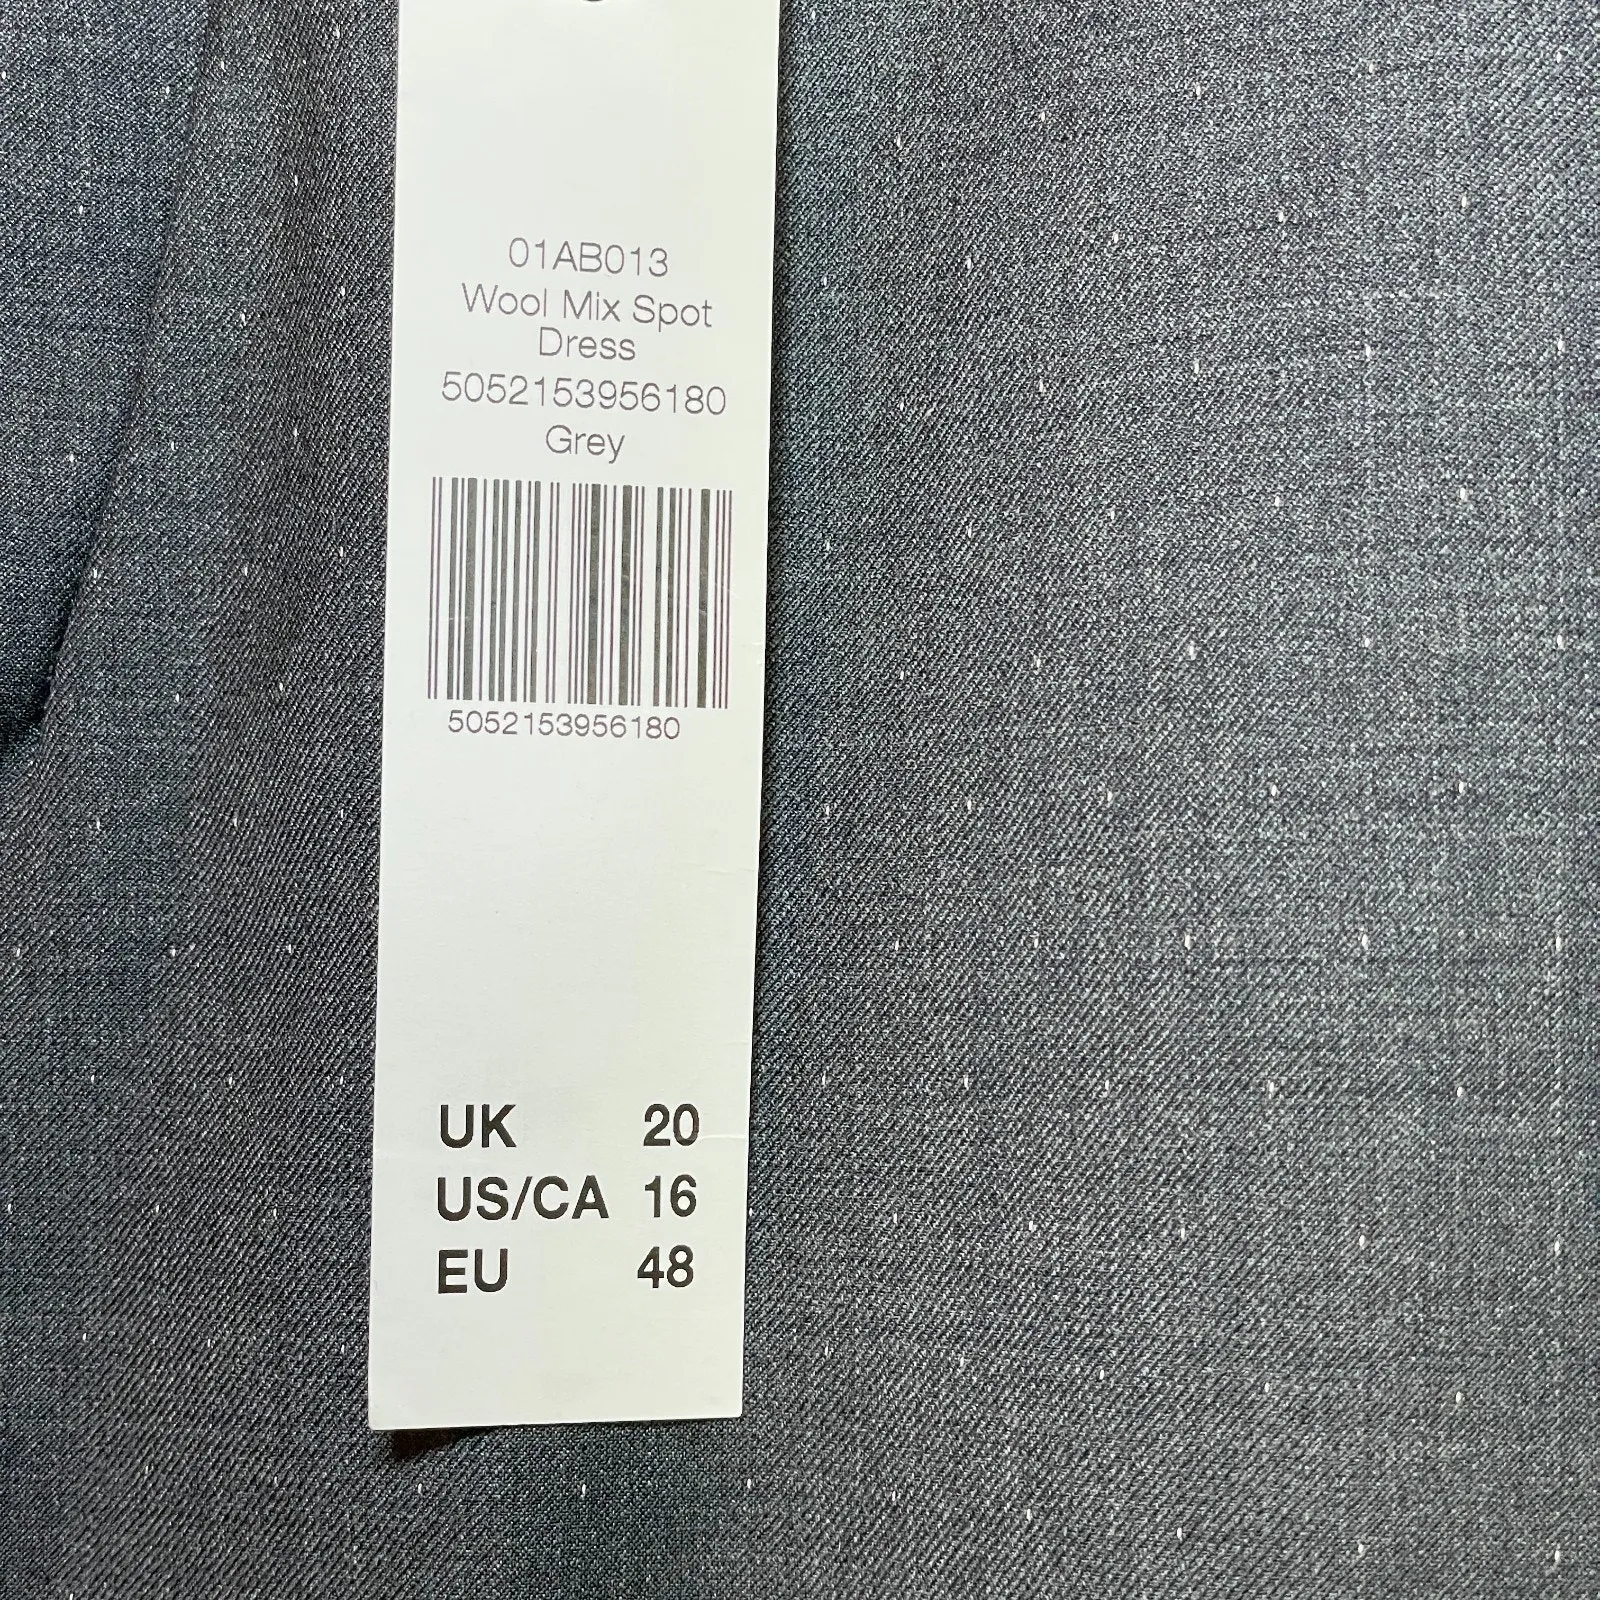 01AB013
Wool Mix Spot
Dress
5052153956180
Grey
5052153956180
UK 20
US/CA 16
EU 48